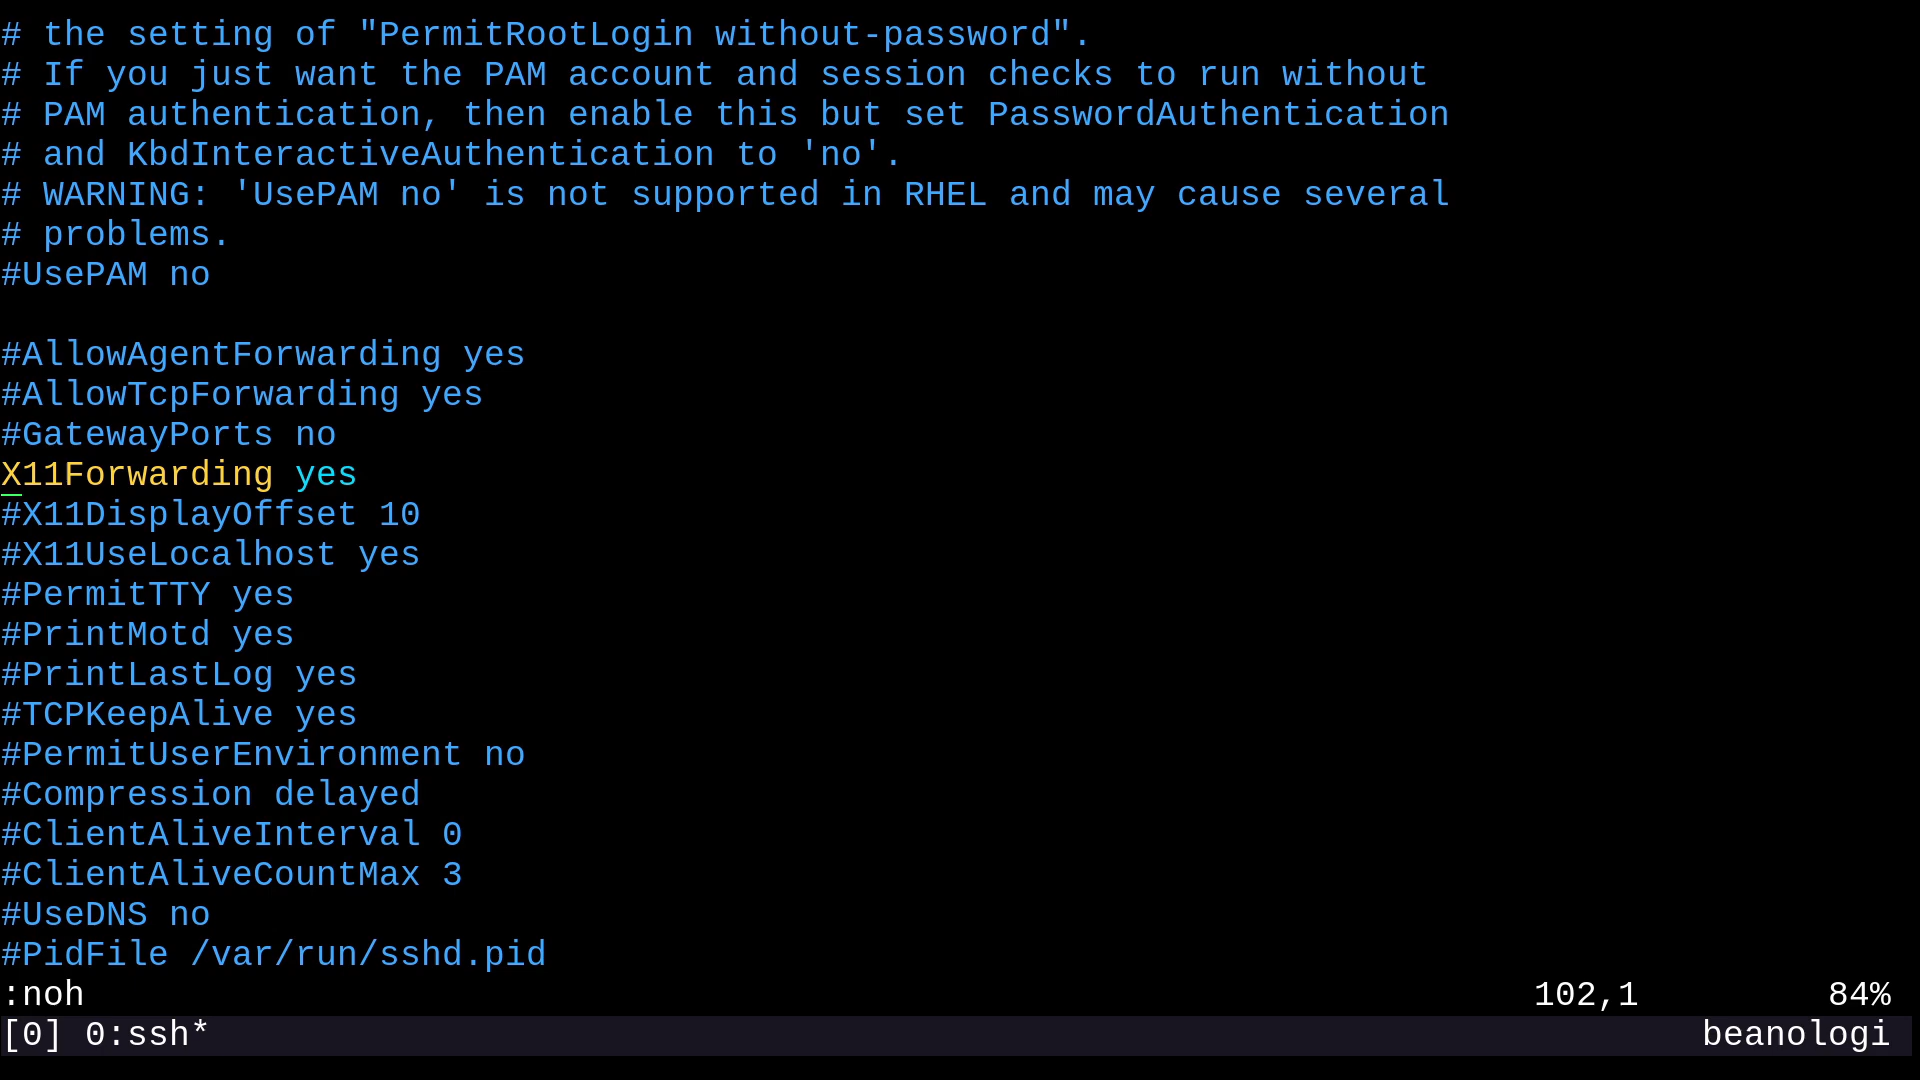 # the setting of "PermitRootLogin without-password".
# If you just want the PAM account and session checks to run without
# PAM authentication, then enable this but set PasswordAuthentication
# and KbdInteractiveAuthentication to 'no'.
# WARNING: 'UsePAM no' is not supported in RHEL and may cause several
# problems.
#UsePAM no

#AllowAgentForwarding yes
#AllowTcpForwarding yes
#GatewayPorts no
X11Forwarding yes
#X11DisplayOffset 10
#X11UseLocalhost yes
#PermitTTY yes
#PrintMotd yes
#PrintLastLog yes
#TCPKeepAlive yes
#PermitUserEnvironment no
#Compression delayed
#ClientAliveInterval 0
#ClientAliveCountMax 3
#UseDNS no
#PidFile /var/run/sshd.pid
:noh 102,1 84%
[0] 0:ssh* beanologi